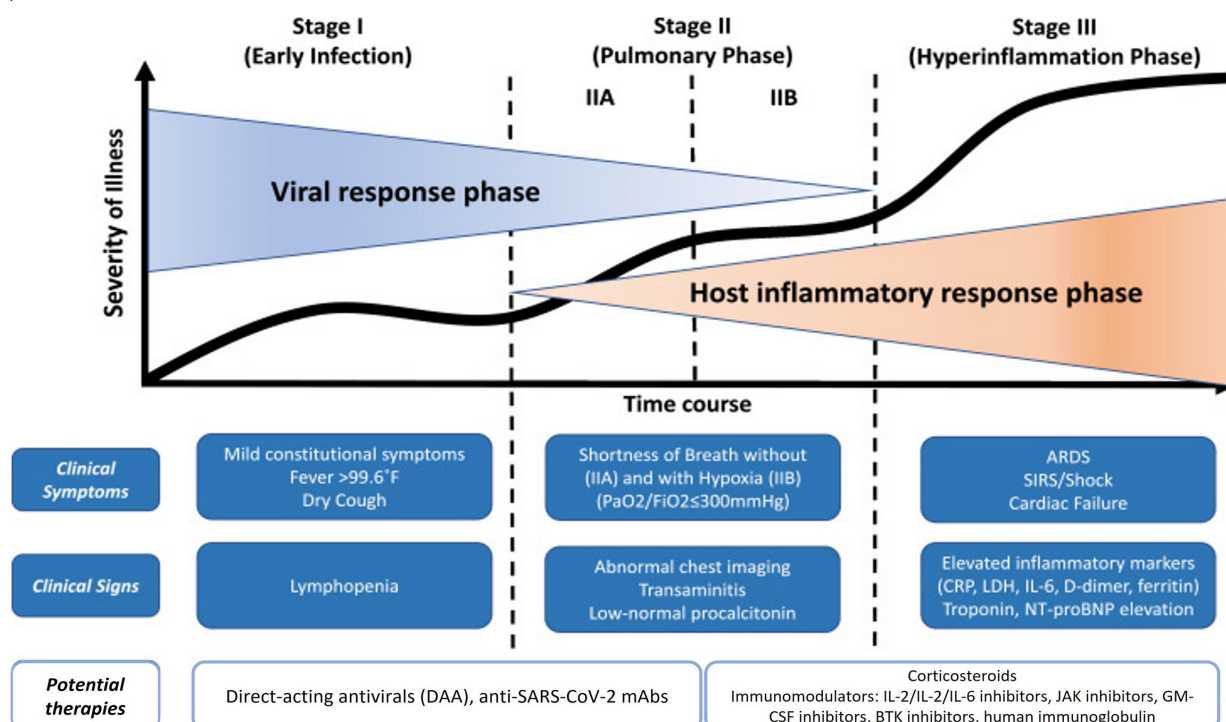 Stage I
(Early Infection)
Stage II
(Pulmonary Phase)
Stage III
(Hyperinflammation Phase)
IIA
IIB
Severity of Illness
Viral response phase
Host inflammatory response phase
Time course
Clinical
Symptoms
Mild constitutional symptoms
Fever >99.6˚F
Dry Cough
Shortness of Breath without
(IIA) and with Hypoxia (IIB)
(PaO2/FiO2≤300mmHg)
ARDS
SIRS/Shock
Cardiac Failure
Clinical Signs
Lymphopenia
Abnormal chest imaging
Transaminitis
Low-normal procalcitonin
Elevated inflammatory markers
(CRP, LDH, IL-6, D-dimer, ferritin)
Troponin, NT-proBNP elevation
Potential
therapies
Direct-acting antivirals (DAA), anti-SARS-CoV-2 mAbs
Corticosteroids
Immunomodulators: IL-2/IL-2/IL-6 inhibitors, JAK inhibitors, GM-
CSF inhibitors, BTK inhibitors, human immunoglobulin